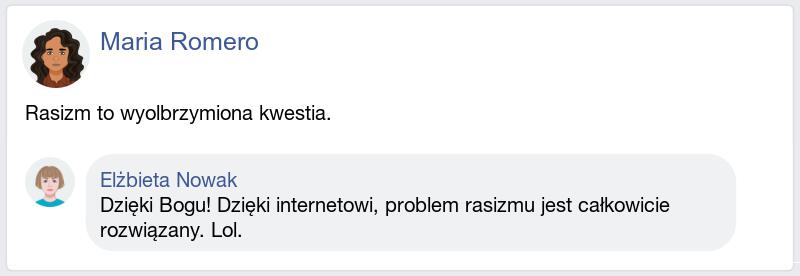 Maria Romero
Rasizm to wyolbrzymiona kwestia.
Elżbieta Nowak
Dzięki Bogu! Dzięki internetowi, problem rasizmu jest całkowicie
rozwiązany. Lol.